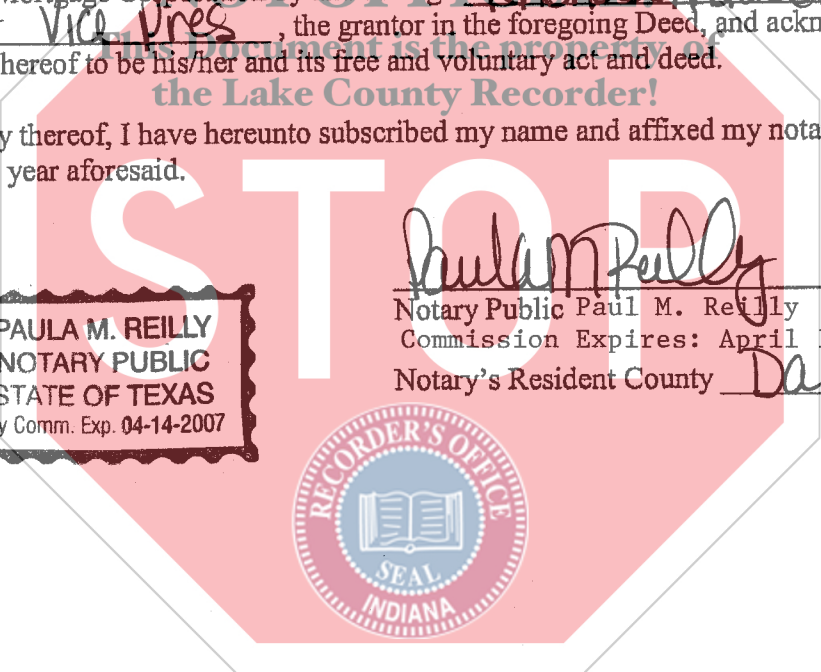 Vice Pres , the grantor in the foregoing Deed, and ackn
This Document is the property of
hereof to be his/her and its free and voluntary act and deed.
the Lake County Recorder!
y thereof, I have hereunto subscribed my name and affixed my nota
year aforesaid.
STOP
Paula M Reilly
Notary Public Paul M. Reilly
Commission Expires: April
Notary's Resident County Da
PAULA M. REILLY
NOTARY PUBLIC
STATE OF TEXAS
y Comm. Exp. 04-14-2007
RECORDER'S OFFICE
SEAL
INDIANA